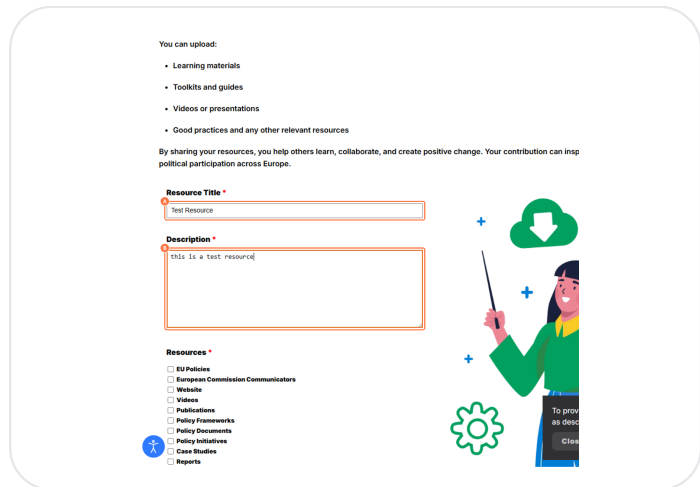 You can upload:
• Learning materials
• Toolkits and guides
• Videos or presentations
• Good practices and any other relevant resources
By sharing your resources, you help others learn, collaborate, and create positive change. Your contribution can insp
political participation across Europe.
Resource Title *
A
Test Resource
Description *
B
this is a test resource
Resources *
EU Policies
European Commission Communicators
Website
Videos
Publications
Policy Frameworks
Policy Documents
Policy Initiatives
Case Studies
Reports
To prov
as desc
Clos